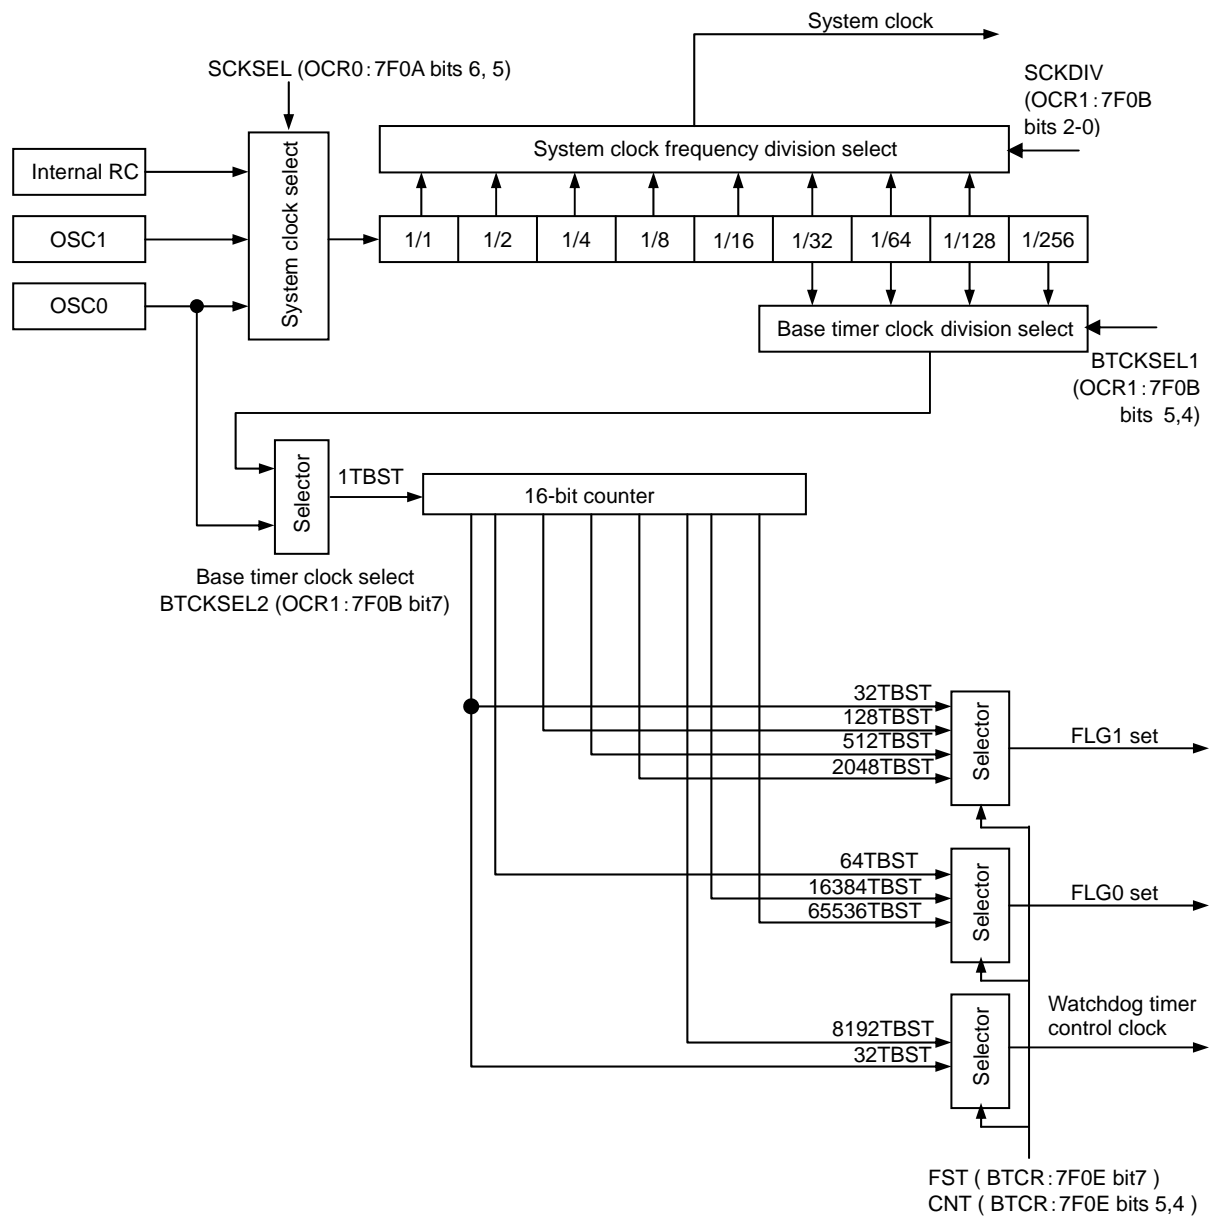 System clock
SCKSEL (OCR0:7F0A bits 6, 5)
SCKDIV
(OCR1:7F0B
bits 2-0)
System clock frequency division select
Internal RC
OSC1
OSC0
System clock select
1/1
1/2
1/4
1/8
1/16
1/32
1/64
1/128
1/256
Base timer clock division select
BTCKSEL1
(OCR1:7F0B
bits 5,4)
Selector
1TBST
16-bit counter
Base timer clock select
BTCKSEL2 (OCR1:7F0B bit7)
32TBST
128TBST
512TBST
2048TBST
Selector
FLG1 set
64TBST
16384TBST
65536TBST
Selector
FLG0 set
8192TBST
32TBST
Selector
Watchdog timer
control clock
FST ( BTCR:7F0E bit7 )
CNT ( BTCR:7F0E bits 5,4 )